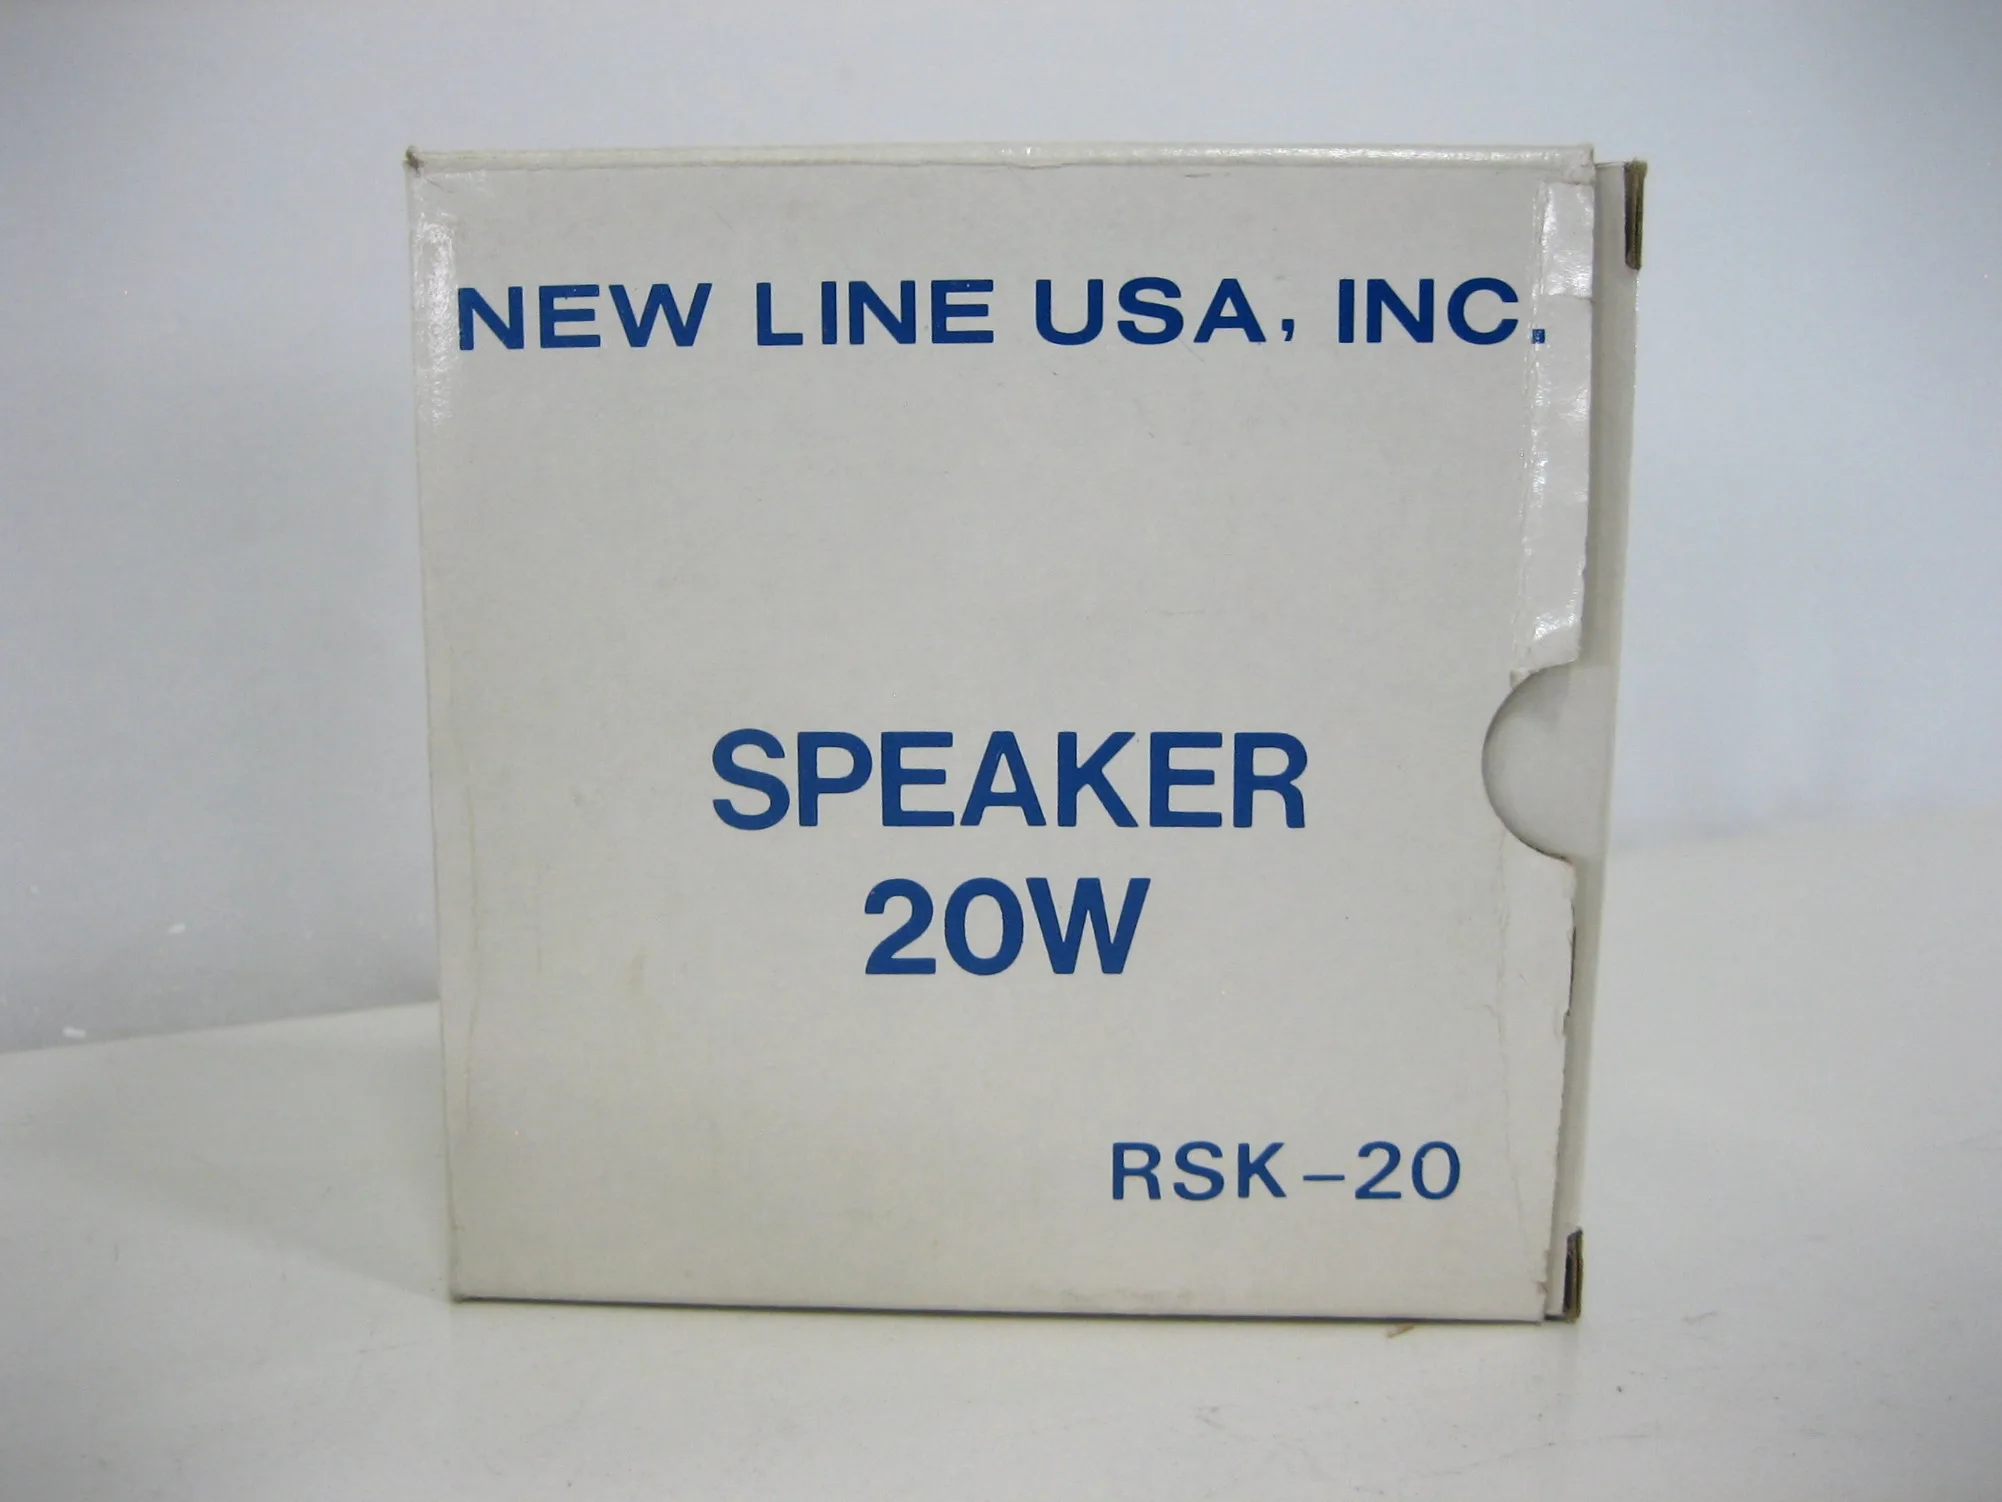 NEW LINE USA, INC.
SPEAKER
20W
RSK-20